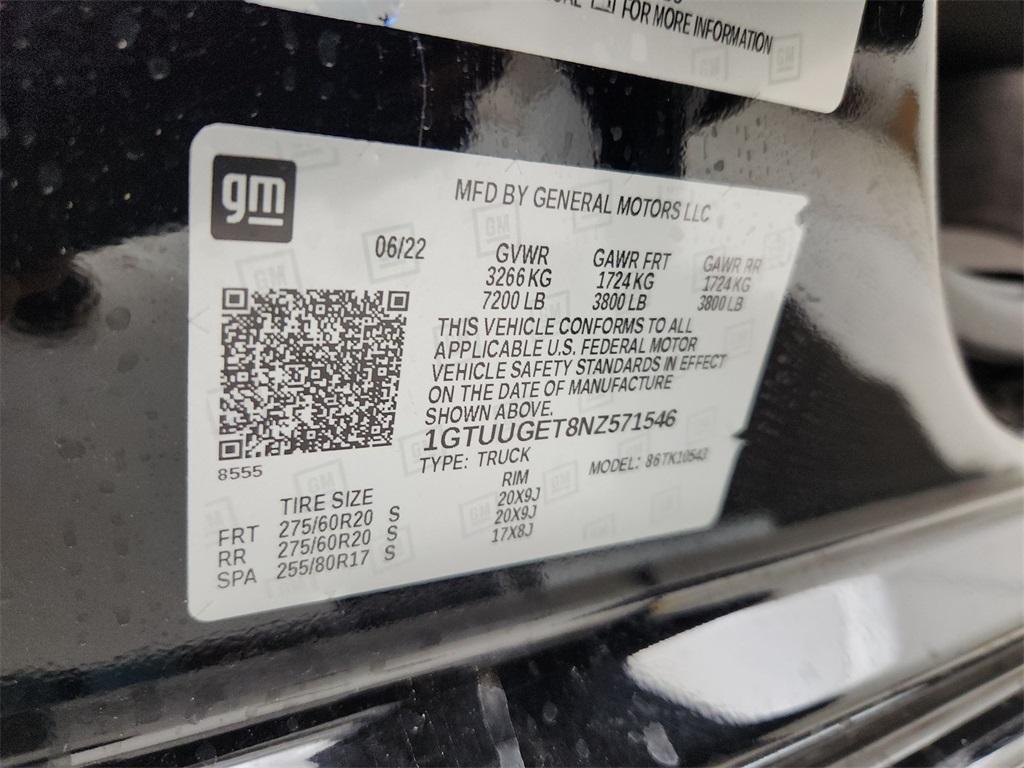 FOR MORE INFORMATION
gm
MFD BY GENERAL MOTORS LLC
06/22
GVWR GAWR FRT GAWR RR
3266 KG 1724 KG 1724 KG
7200 LB 3800 LB 3800 LB
THIS VEHICLE CONFORMS TO ALL
APPLICABLE U.S. FEDERAL MOTOR
VEHICLE SAFETY STANDARDS IN EFFECT
ON THE DATE OF MANUFACTURE
SHOWN ABOVE.
1GTUUGET8NZ571546
TYPE: TRUCK MODEL: 86TK10543
8555
TIRE SIZE RIM
FRT 275/60R20 S 20X9J
RR 275/60R20 S 20X9J
SPA 255/80R17 S 17X8J